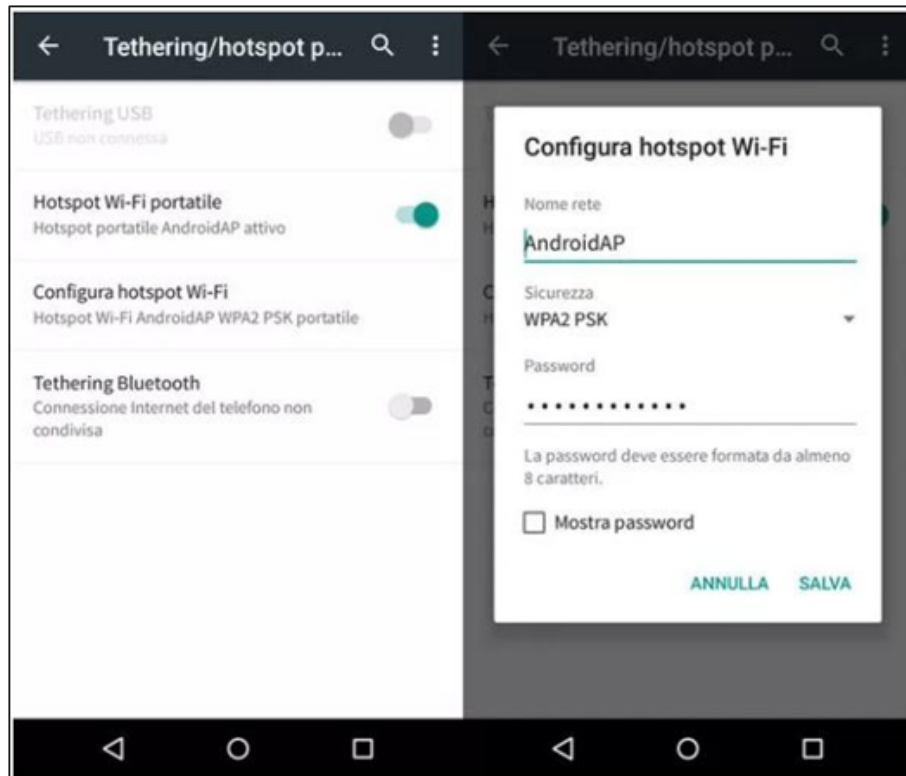 Tethering/hotspot p...
Tethering USB
USB non connessa
Hotspot Wi-Fi portatile
Hotspot portatile AndroidAP attivo
Configura hotspot Wi-Fi
Hotspot Wi-Fi AndroidAP WPA2 PSK portatile
Tethering Bluetooth
Connessione Internet del telefono non
condivisa
Tethering/hotspot p...
Configura hotspot Wi-Fi
Nome rete
AndroidAP
Sicurezza
WPA2 PSK
Password
••••••••••••
La password deve essere formata da almeno
8 caratteri.
Mostra password
ANNULLA SALVA